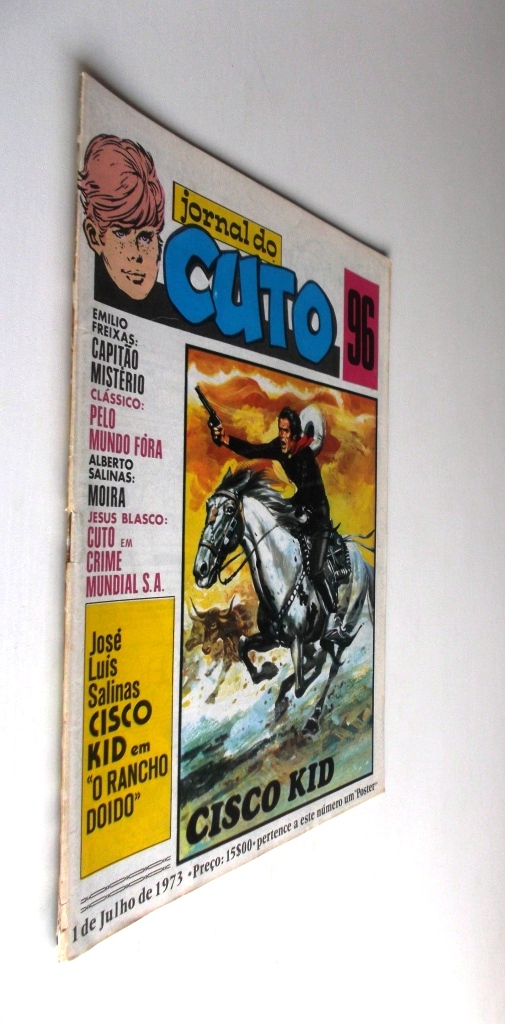 jornal do
CUTO
96
EMILIO
FREIXAS:
CAPITÃO
MISTÉRIO
CLÁSSICO:
PELO
MUNDO FÓRA
ALBERTO
SALINAS:
MOIRA
JESUS BLASCO:
CUTO EM
CRIME
MUNDIAL S.A.
José
Luís
Salinas
CISCO
KID em
"O RANCHO
DOIDO"
CISCO KID
1 de Julho de 1973 • Preço: 15$00 • pertence a este número um "Poster"